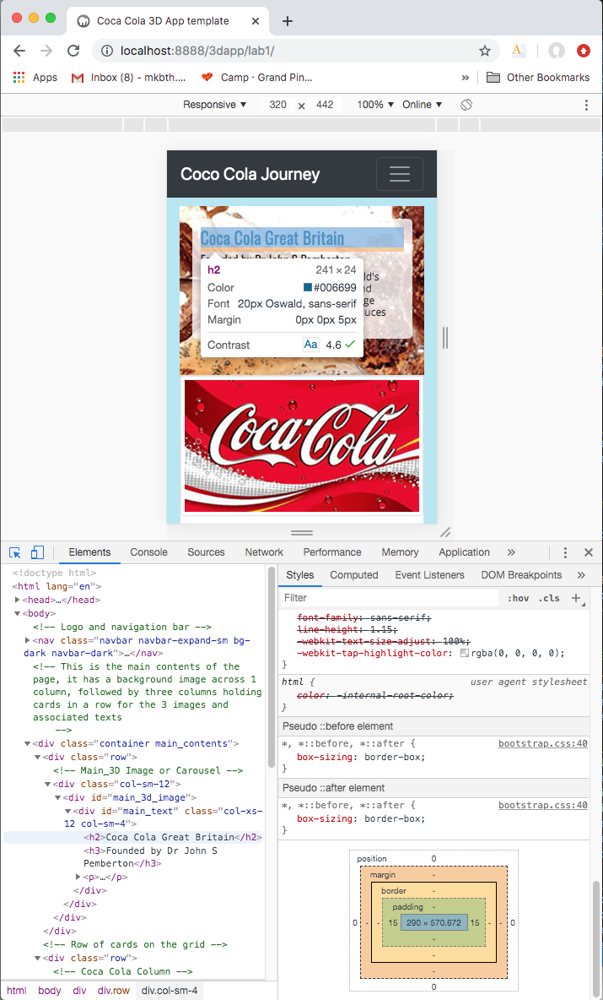 Coca Cola 3D App template
localhost:8888/3dapp/lab1/
Apps Inbox (8) - mkbth.... Camp · Grand Pin... » Other Bookmarks
Responsive ▼ 320 × 442 100% ▼ Online ▼
Coco Cola Journey
Coca Cola Great Britain
Founded by Dr John S Pemberton
h2 241 × 24
Color #006699
Font 20px Oswald, sans-serif
Margin 0px 0px 5px
Contrast Aa 4.6 ✓
Coca-Cola
Elements Console Sources Network Performance Memory Application »
<!doctype html>
<html lang="en">
▶<head>…</head>
▼<body>
<!-- Logo and navigation bar -->
▶<nav class="navbar navbar-expand-sm bg-
dark navbar-dark">…</nav>
<!-- This is the main contents of the
page, it has a background image across 1
column, followed by three columns holding
cards in a row for the 3 images and
associated texts
-->
▼<div class="container main_contents">
▼<div class="row">
<!-- Main_3D Image or Carousel -->
▼<div class="col-sm-12">
▼<div id="main_3d_image">
▼<div id="main_text" class="col-xs-
12 col-sm-4">
<h2>Coca Cola Great Britain</h2>
<h3>Founded by Dr John S
Pemberton</h3>
▶<p>…</p>
</div>
</div>
</div>
</div>
<!-- Row of cards on the grid -->
▼<div class="row">
<!-- Coca Cola Column -->
html body div div.row div.col-sm-4
Styles Computed Event Listeners DOM Breakpoints »
Filter :hov .cls +
font-family: sans-serif;
line-height: 1.15;
-webkit-text-size-adjust: 100%;
-webkit-tap-highlight-color: rgba(0, 0, 0, 0);
}
html { user agent stylesheet
color: -internal-root-color;
}
Pseudo ::before element
*, *::before, *::after { bootstrap.css:40
box-sizing: border-box;
}
Pseudo ::after element
*, *::before, *::after { bootstrap.css:40
box-sizing: border-box;
}
position 0
margin -
border -
padding -
0 - - 15 290 × 570.672 15 - - 0
-
-
-
0